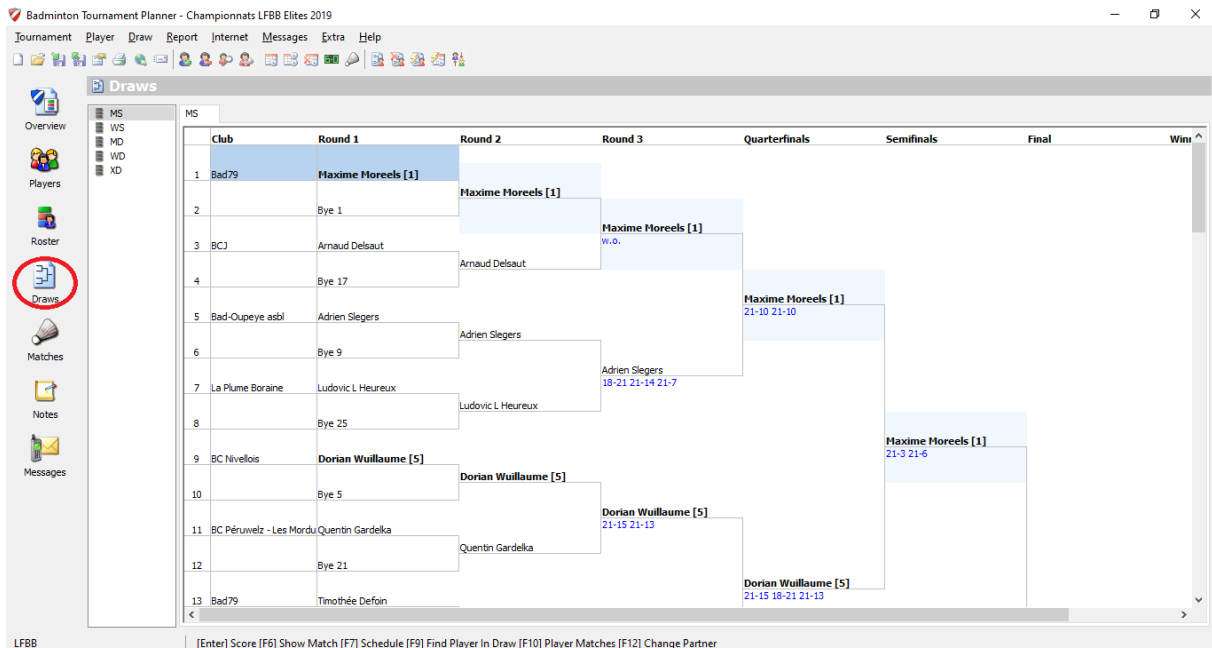 Badminton Tournament Planner - Championnats LFBB Elites 2019
Tournament Player Draw Report Internet Messages Extra Help
Draws
Overview
Players
Roster
Draws
Matches
Notes
Messages
MS
WS
MD
WD
XD
MS
Club Round 1 Round 2 Round 3 Quarterfinals Semifinals Final
1 Bad79 Maxime Moreels [1]
Maxime Moreels [1]
2 Bye 1
Maxime Moreels [1]
w.o.
3 BCJ Arnaud Delsaut
Arnaud Delsaut
4 Bye 17
Maxime Moreels [1]
21-10 21-10
5 Bad-Oupeye asbl Adrien Slegers
Adrien Slegers
6 Bye 9
Adrien Slegers
18-21 21-14 21-7
7 La Plume Boraine Ludovic L Heureux
Ludovic L Heureux
8 Bye 25
Maxime Moreels [1]
21-3 21-6
9 BC Nivellois Dorian Wuillaume [5]
Dorian Wuillaume [5]
10 Bye 5
Dorian Wuillaume [5]
21-15 21-13
11 BC Péruwelz - Les Mordu Quentin Gardelka
Quentin Gardelka
12 Bye 21
Dorian Wuillaume [5]
21-15 18-21 21-13
13 Bad79 Timothée Defoin
LFBB
[Enter] Score [F6] Show Match [F7] Schedule [F9] Find Player In Draw [F10] Player Matches [F12] Change Partner